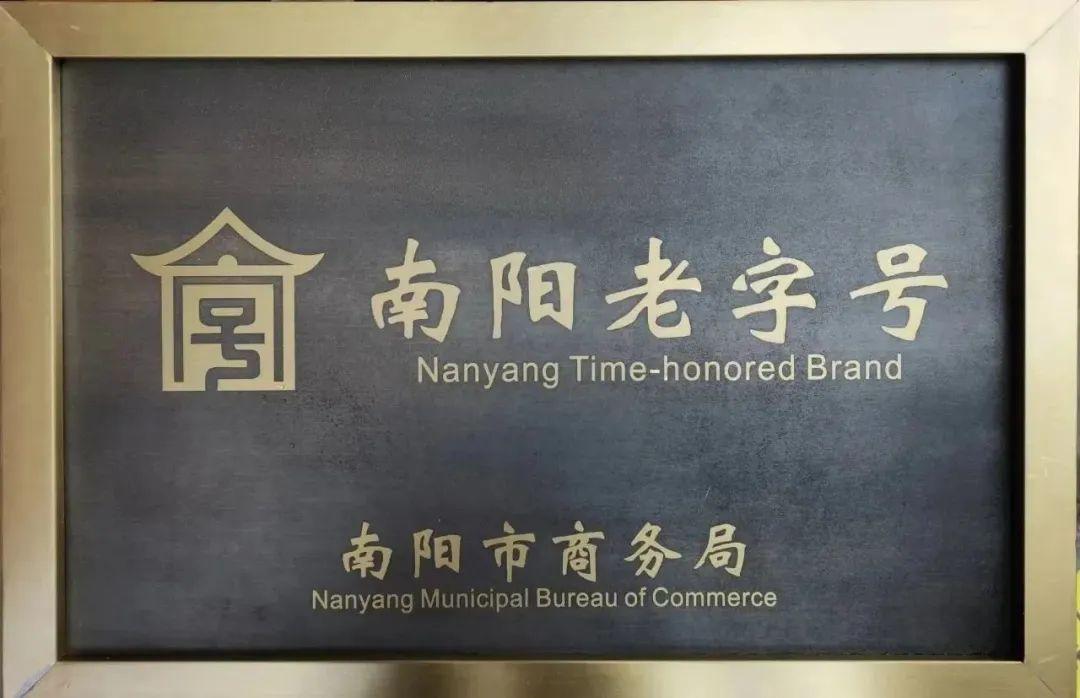 南阳老字号
Nanyang Time-honored Brand
南阳市商务局
Nanyang Municipal Bureau of Commerce